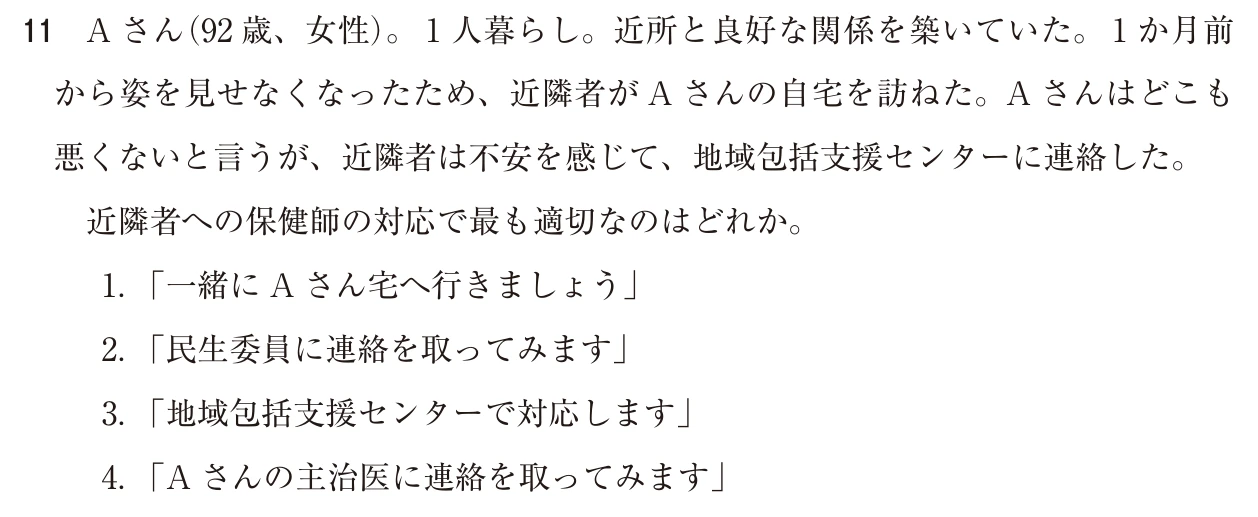 11　A さん(92 歳、女性)。1 人暮らし。近所と良好な関係を築いていた。1 か月前
から姿を見せなくなったため、近隣者が A さんの自宅を訪ねた。A さんはどこも
悪くないと言うが、近隣者は不安を感じて、地域包括支援センターに連絡した。
近隣者への保健師の対応で最も適切なのはどれか。
1. 「一緒に A さん宅へ行きましょう」
2. 「民生委員に連絡を取ってみます」
3. 「地域包括支援センターで対応します」
4. 「A さんの主治医に連絡を取ってみます」